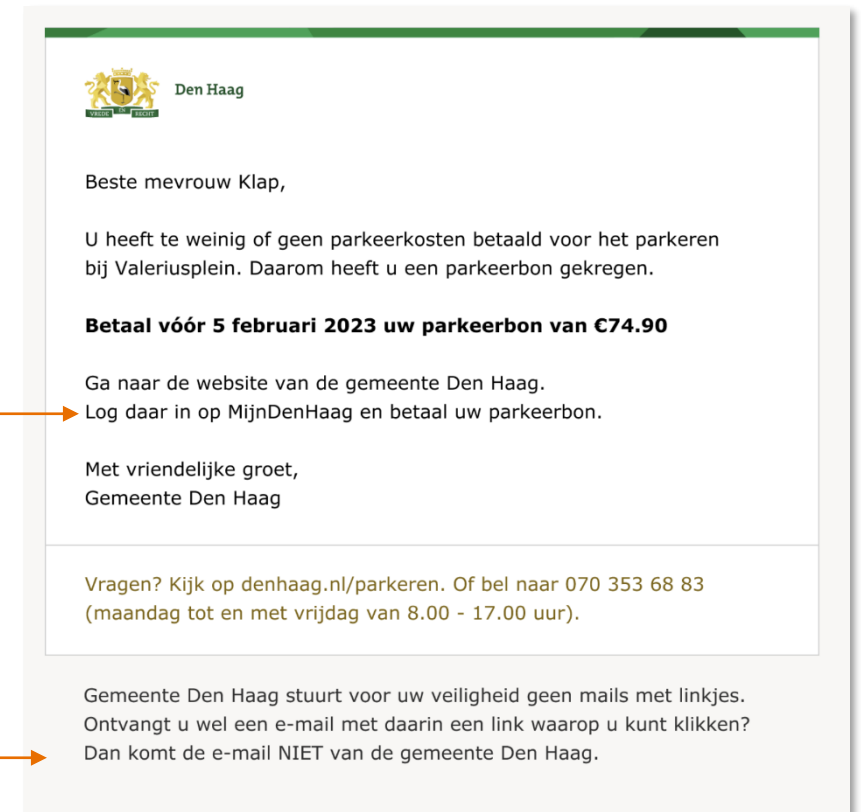 VREDE EN RECHT
Den Haag
Beste mevrouw Klap,
U heeft te weinig of geen parkeerkosten betaald voor het parkeren
bij Valeriusplein. Daarom heeft u een parkeerbon gekregen.
Betaal vóór 5 februari 2023 uw parkeerbon van €74.90
Ga naar de website van de gemeente Den Haag.
Log daar in op MijnDenHaag en betaal uw parkeerbon.
Met vriendelijke groet,
Gemeente Den Haag
Vragen? Kijk op denhaag.nl/parkeren. Of bel naar 070 353 68 83
(maandag tot en met vrijdag van 8.00 - 17.00 uur).
Gemeente Den Haag stuurt voor uw veiligheid geen mails met linkjes.
Ontvangt u wel een e-mail met daarin een link waarop u kunt klikken?
Dan komt de e-mail NIET van de gemeente Den Haag.